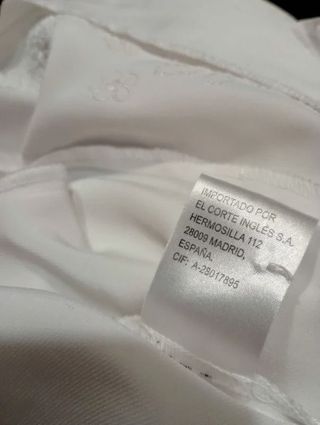 IMPORTADO POR
EL CORTE INGLÉS S.A.
HERMOSILLA 112
28009 MADRID,
ESPAÑA.
CIF: A-28017895